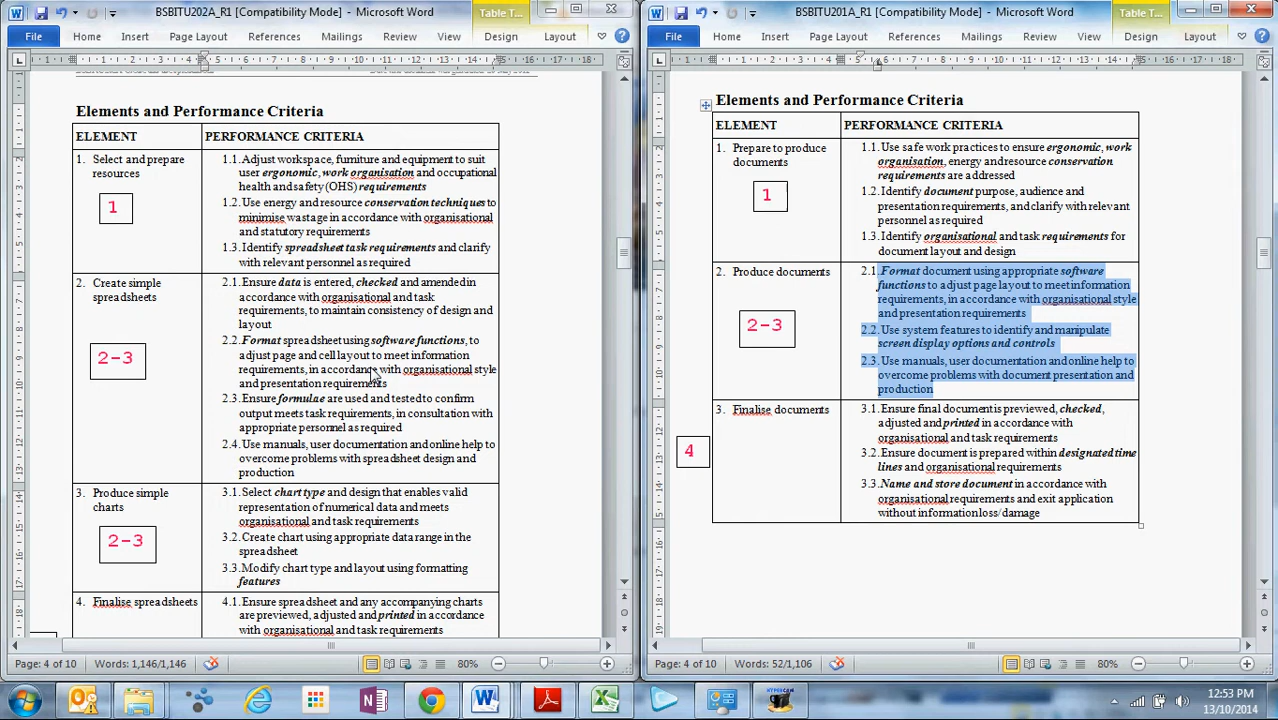 BSBITU202A_R1 [Compatibility Mode] - Microsoft Word
Table T...
File Home Insert Page Layout References Mailings Review View Design Layout
Elements and Performance Criteria
ELEMENT PERFORMANCE CRITERIA
1. Select and prepare
resources
1
1.1. Adjust workspace, furniture and equipment to suit
user ergonomic, work organisation and occupational
health and safety (OHS) requirements
1.2. Use energy and resource conservation techniques to
minimise wastage in accordance with organisational
and statutory requirements
1.3. Identify spreadsheet task requirements and clarify
with relevant personnel as required
2. Create simple
spreadsheets
2-3
2.1. Ensure data is entered, checked and amended in
accordance with organisational and task
requirements, to maintain consistency of design and
layout
2.2. Format spreadsheet using software functions, to
adjust page and cell layout to meet information
requirements, in accordance with organisational style
and presentation requirements
2.3. Ensure formulae are used and tested to confirm
output meets task requirements, in consultation with
appropriate personnel as required
2.4. Use manuals, user documentation and online help to
overcome problems with spreadsheet design and
production
3. Produce simple
charts
2-3
3.1. Select chart type and design that enables valid
representation of numerical data and meets
organisational and task requirements
3.2. Create chart using appropriate data range in the
spreadsheet
3.3. Modify chart type and layout using formatting
features
4. Finalise spreadsheets
4.1. Ensure spreadsheet and any accompanying charts
are previewed, adjusted and printed in accordance
with organisational and task requirements
Page: 4 of 10 Words: 1,146/1,146 80%
BSBITU201A_R1 [Compatibility Mode] - Microsoft Word
Table T...
File Home Insert Page Layout References Mailings Review View Design Layout
Elements and Performance Criteria
ELEMENT PERFORMANCE CRITERIA
1. Prepare to produce
documents
1
1.1. Use safe work practices to ensure ergonomic, work
organisation, energy and resource conservation
requirements are addressed
1.2. Identify document purpose, audience and
presentation requirements, and clarify with relevant
personnel as required
1.3. Identify organisational and task requirements for
document layout and design
2. Produce documents
2-3
2.1. Format document using appropriate software
functions to adjust page layout to meet information
requirements, in accordance with organisational style
and presentation requirements
2.2. Use system features to identify and manipulate
screen display options and controls
2.3. Use manuals, user documentation and online help to
overcome problems with document presentation and
production
3. Finalise documents
4
3.1. Ensure final document is previewed, checked,
adjusted and printed in accordance with
organisational and task requirements
3.2. Ensure document is prepared within designated time
lines and organisational requirements
3.3. Name and store document in accordance with
organisational requirements and exit application
without information loss/damage
Page: 4 of 10 Words: 52/1,106 80%
HYPERCAM
12:53 PM
13/10/2014